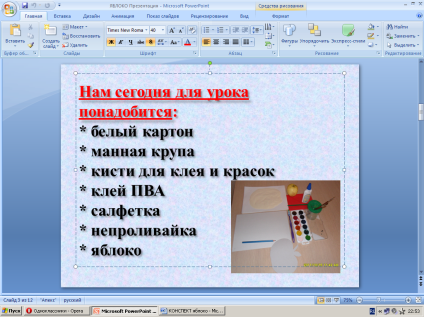 ЯБЛОКО Презентация - Microsoft PowerPoint
Средства рисования
Главная Вставка Дизайн Анимация Показ слайдов Рецензирование Вид Формат
Вставить
Создать слайд
Макет
Восстановить
Удалить
Times New Roman 40
Фигуры Упорядочить Экспресс-стили
Найти
Заменить
Выделить
Буфер об... Слайды Шрифт Абзац Рисование Редактирование
Нам сегодня для урока
понадобится:
* белый картон
* манная крупа
* кисти для клея и красок
* клей ПВА
* салфетка
* непроливайка
* яблоко
Слайд 3 из 12 "Апекс" русский 75%
Пуск Одноклассники - Opera Microsoft PowerPoint ... КОНСПЕКТ яблоко - Mic... 22:53